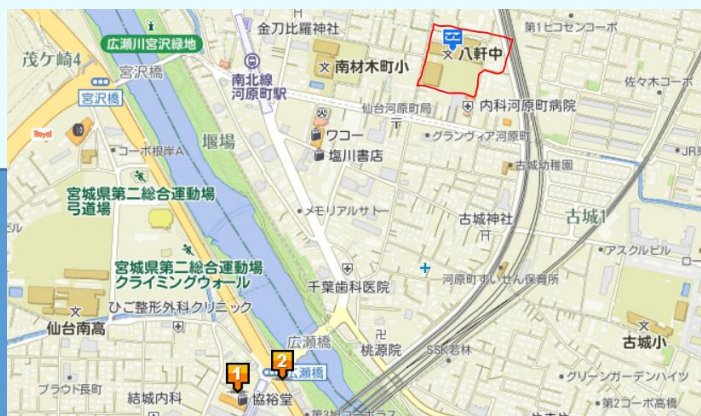 広瀬川宮沢緑地
金刀比羅神社
第1ヒコセンコーポ
茂ケ崎4
宮沢橋
八軒中
宮沢橋
南北線
河原町駅
南材木町小
佐々木コーポ
内科河原町病院
仙台河原町局
堰場
ワコー
グランヴィア河原町
コーポ根岸A
塩川書店
古城幼稚園
宮城県第二総合運動場
弓道場
メモリアルサトー
古城神社
古城1
アスクルビル
宮城県第二総合運動場
クライミングウォール
千葉歯科医院
河原町すいせん保育所
ひご整形外科クリニック
仙台南高
広瀬橋
桃源院
SSK若林
古城小
2
広瀬橋
1
プラウド長町
グリーンガーデンハイツ
結城内科
協裕堂
第2コーポ高橋